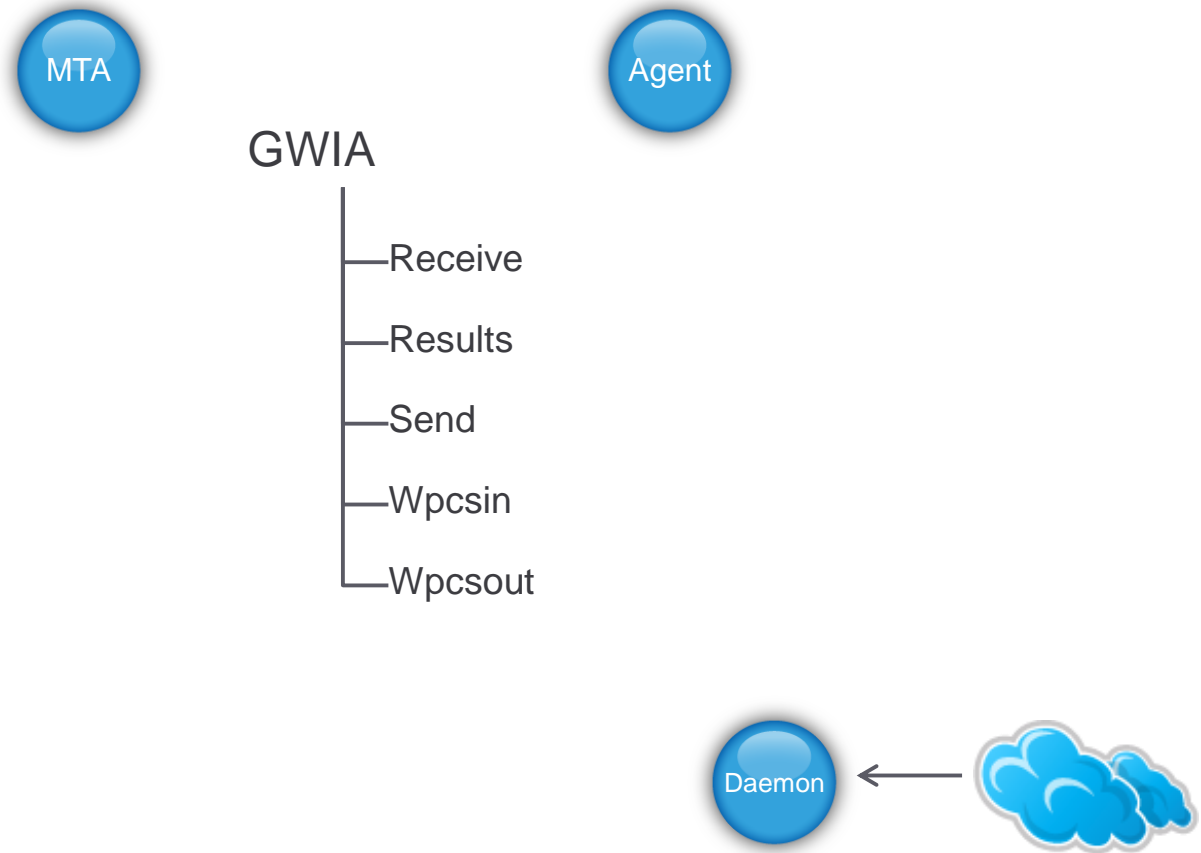 MTA
Agent
GWIA
Receive
Results
Send
Wpcsin
Wpcsout
Daemon